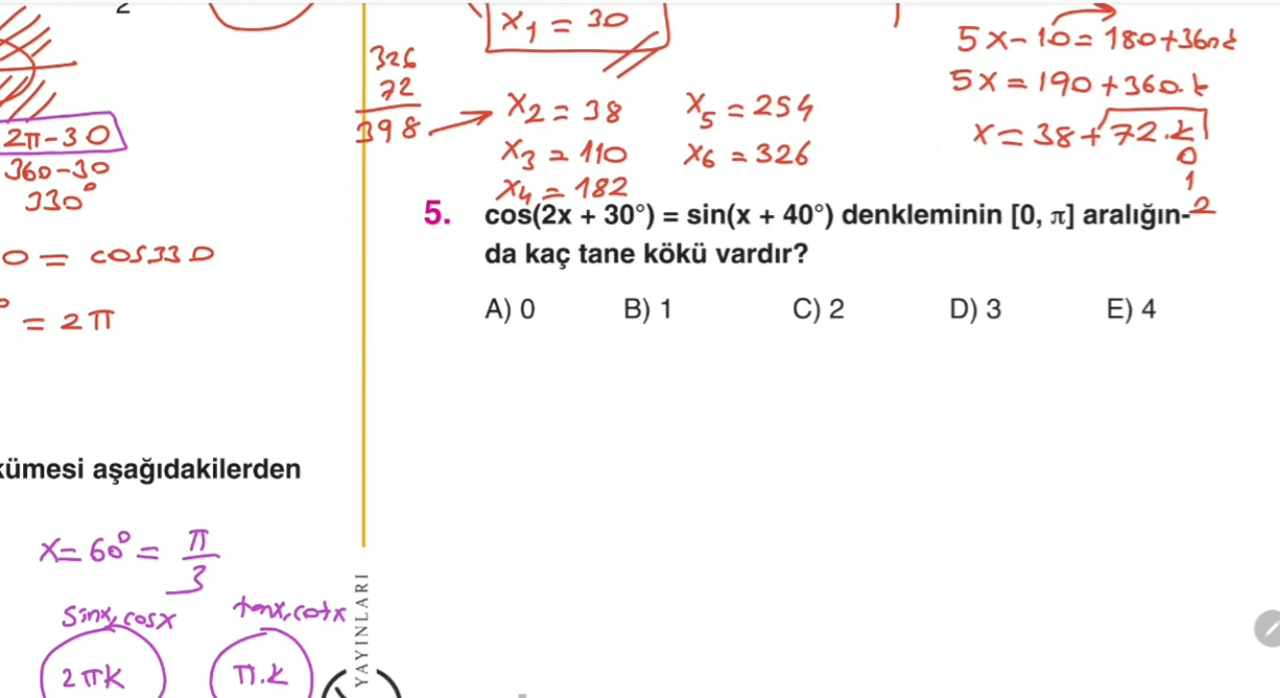 2π-30
360-30
330°
0 = cos330
° = 2π
kümesi aşağıdakilerden
x= 60° = π/3
sinx, cosx
tanx, cotx
2πk
π.k
YAYINLARI
x₁ = 30
326
72
398
x₂ = 38
x₃ = 110
x₄ = 182
x₅ = 254
x₆ = 326
5x-10 = 180+360k
5x = 190+360.k
x = 38+72.k
0
1
2
5. cos(2x + 30°) = sin(x + 40°) denkleminin [0, π] aralığın-
da kaç tane kökü vardır?
A) 0 B) 1 C) 2 D) 3 E) 4